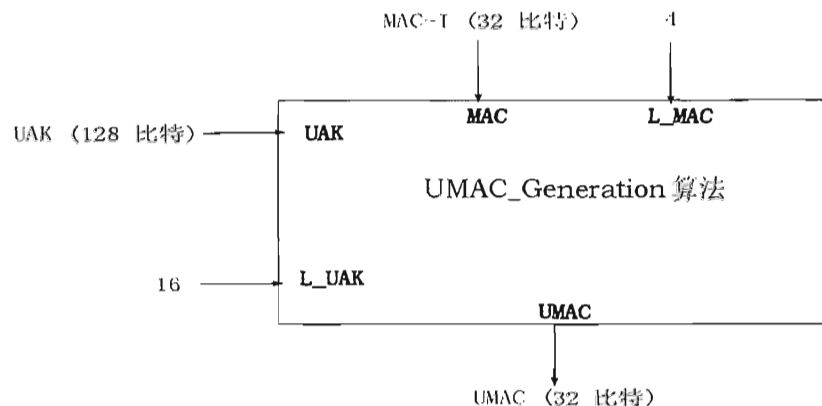 MAC-I (32 比特)
4
MAC
L_MAC
UAK (128 比特)
UAK
UMAC_Generation 算法
16
L_UAK
UMAC
UMAC (32 比特)